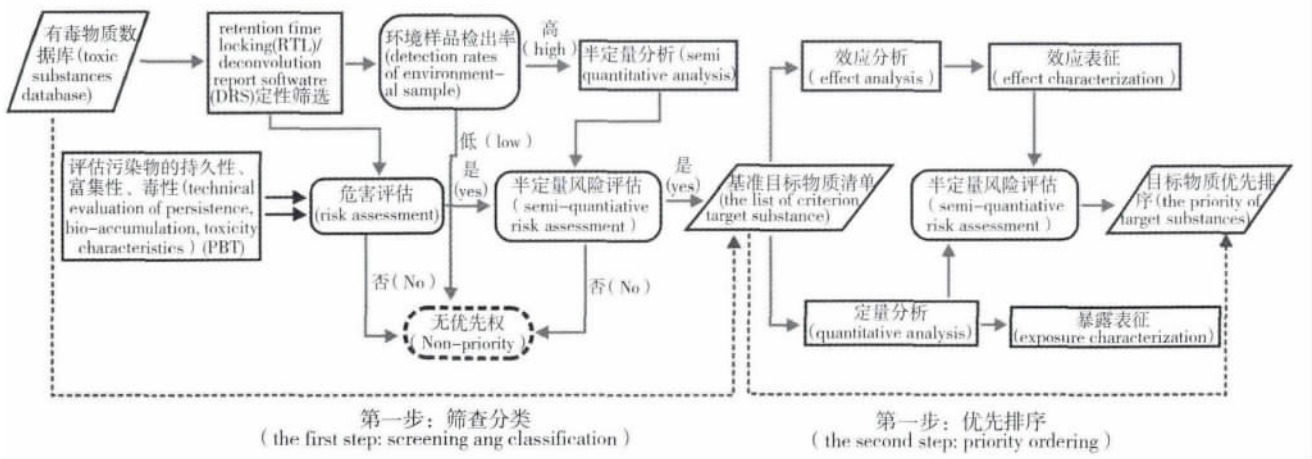 有毒物质数
据库(toxic
substances
database)
retention fime
locking(RTL)/
deconvolution
report softwatre
(DRS)定性筛选
环境样品检出率
(detection rates
of environment-
al sample)
高
(high)
半定量分析(semi
quantitative analysis)
低(low)
评估污染物的持久性、
富集性、毒性(technical
evaluation of persistence,
bio-accumulation, toxicity
characteristics)(PBT)
危害评估
(risk assessment)
是
(yes)
半定量风险评估
(semi-quantiative
risk assessment)
是
(yes)
否(No)
否(No)
无优先权
(Non-priority)
基准目标物质清单
(the list of criterion
target substance)
效应分析
(effect analysis)
效应表征
(effect characterization)
半定量风险评估
(semi-quantiative
risk assessment)
目标物质优先排
序(the priority of
target substances)
定量分析
(quantitative analysis)
暴露表征
(exposure characterization)
第一步：筛查分类
(the first step: screening ang classification)
第一步：优先排序
(the second step: priority ordering)